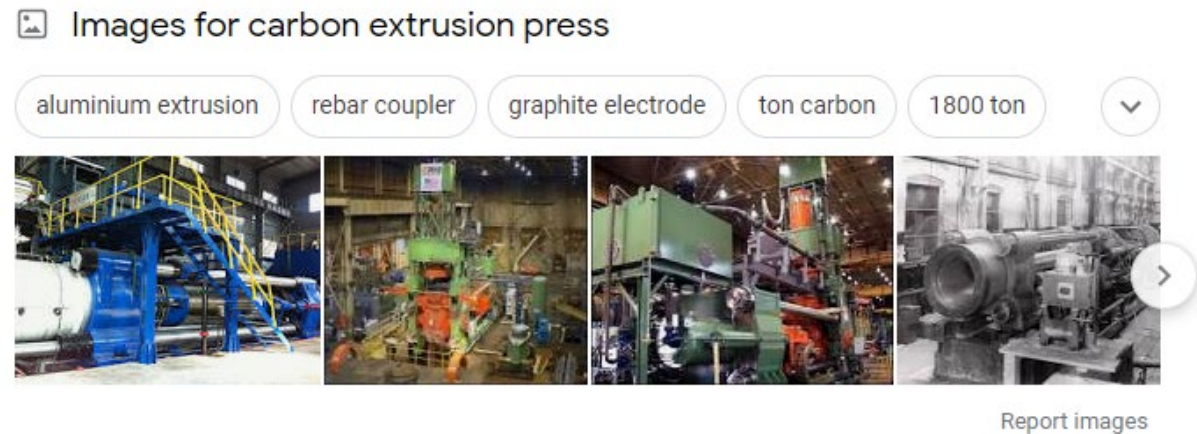 Images for carbon extrusion press
aluminium extrusion
rebar coupler
graphite electrode
ton carbon
1800 ton
Report images